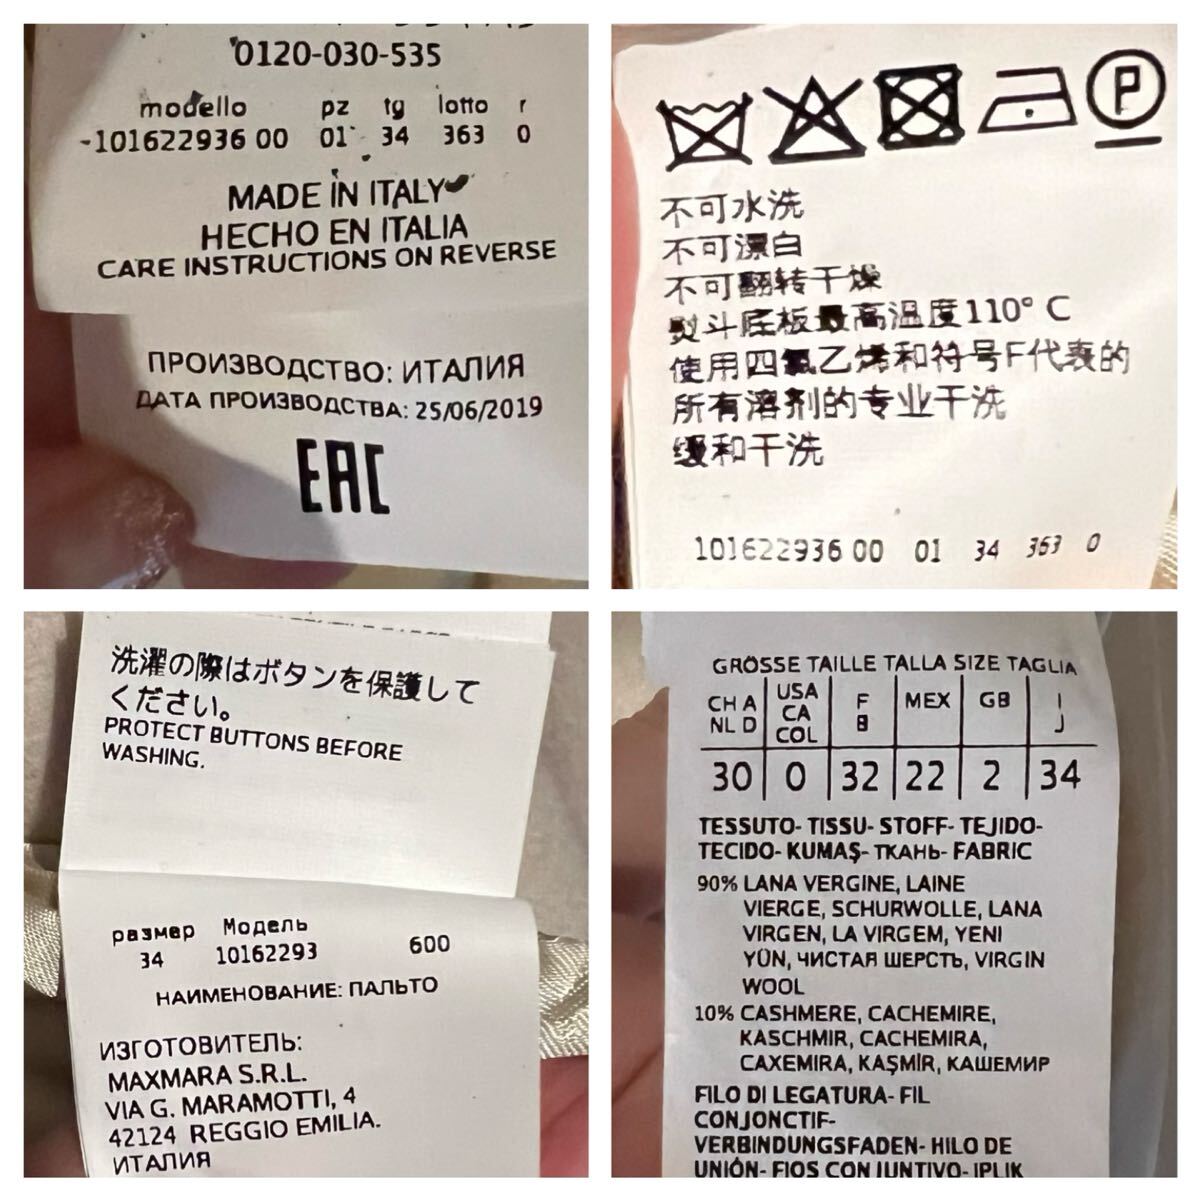 0120-030-535
modello pz tg lotto r
-101622936 00 01 34 363 0
MADE IN ITALY
HECHO EN ITALIA
CARE INSTRUCTIONS ON REVERSE
ПРОИЗВОДСТВО: ИТАЛИЯ
ДАТА ПРОИЗВОДСТВА: 25/06/2019
EAC
P
不可水洗
不可漂白
不可翻转干燥
熨斗底板最高温度110° C
使用四氯乙烯和符号F代表的
所有溶剂的专业干洗
缓和干洗
101622936 00 01 34 363 0
洗濯の際はボタンを保護して
ください。
PROTECT BUTTONS BEFORE
WASHING.
размер Модель
34 10162293 600
НАИМЕНОВАНИЕ: ПАЛЬТО
ИЗГОТОВИТЕЛЬ:
MAXMARA S.R.L.
VIA G. MARAMOTTI, 4
42124 REGGIO EMILIA.
ИТАЛИЯ
GRÖSSE TAILLE TALLA SIZE TAGLIA
CH A NL D USA CA COL F B MEX GB I J
30 0 32 22 2 34
TESSUTO- TISSU- STOFF- TEJIDO-
TECIDO- KUMAŞ- ТКАНЬ- FABRIC
90% LANA VERGINE, LAINE
VIERGE, SCHURWOLLE, LANA
VIRGEN, LA VIRGEM, YENI
YÜN, ЧИСТАЯ ШЕРСТЬ, VIRGIN
WOOL
10% CASHMERE, CACHEMIRE,
KASCHMIR, CACHEMIRA,
CAXEMIRA, KAŞMİR, КАШЕМИР
FILO DI LEGATURA- FIL
CONJONCTIF-
VERBINDUNGSFADEN- HILO DE
UNIÓN- FIOS CON JUNTIVO- IPLIK